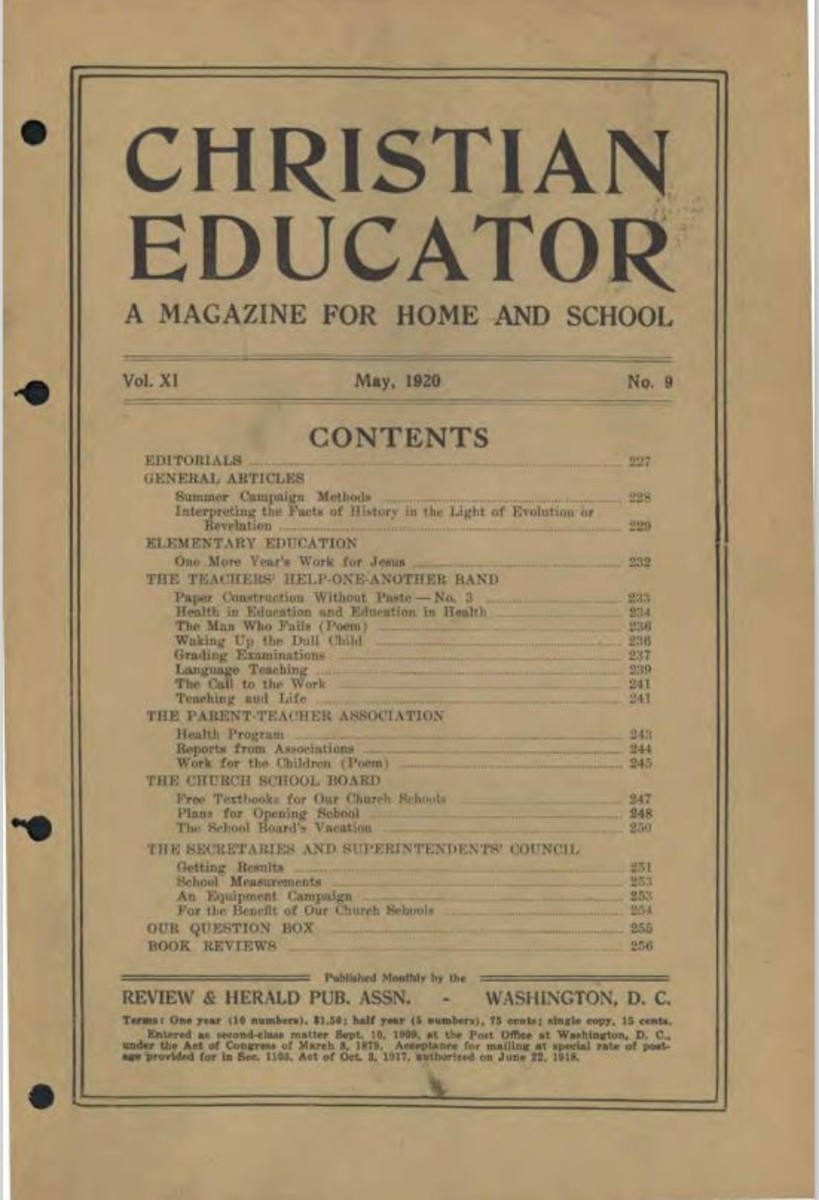 CHRISTIAN
EDUCATOR
A MAGAZINE FOR HOME AND SCHOOL
Vol. XI May, 1920 No. 9
CONTENTS
EDITORIALS 227
GENERAL ARTICLES
Summer Campaign Methods 228
Interpreting the Facts of History in the Light of Evolution or
Revelation 229
ELEMENTARY EDUCATION
One More Year's Work for Jesus 232
THE TEACHERS' HELP-ONE-ANOTHER BAND
Paper Construction Without Paste — No. 3 233
Health in Education and Education in Health 234
The Man Who Fails (Poem) 236
Waking Up the Dull Child 236
Grading Examinations 237
Language Teaching 239
The Call to the Work 241
Teaching and Life 241
THE PARENT-TEACHER ASSOCIATION
Health Program 243
Reports from Associations 244
Work for the Children (Poem) 245
THE CHURCH SCHOOL BOARD
Free Textbooks for Our Church Schools 247
Plans for Opening School 248
The School Board's Vacation 250
THE SECRETARIES AND SUPERINTENDENTS' COUNCIL
Getting Results 251
School Measurements 253
An Equipment Campaign 253
For the Benefit of Our Church Schools 254
OUR QUESTION BOX 255
BOOK REVIEWS 256
Published Monthly by the
REVIEW & HERALD PUB. ASSN. - WASHINGTON, D. C.
Terms: One year (10 numbers), $1.50; half year (5 numbers), 75 cents; single copy, 15 cents.
Entered as second-class matter Sept. 10, 1909, at the Post Office at Washington, D. C.,
under the Act of Congress of March 3, 1879. Acceptance for mailing at special rate of post-
age provided for in Sec. 1103, Act of Oct. 3, 1917, authorized on June 22, 1918.